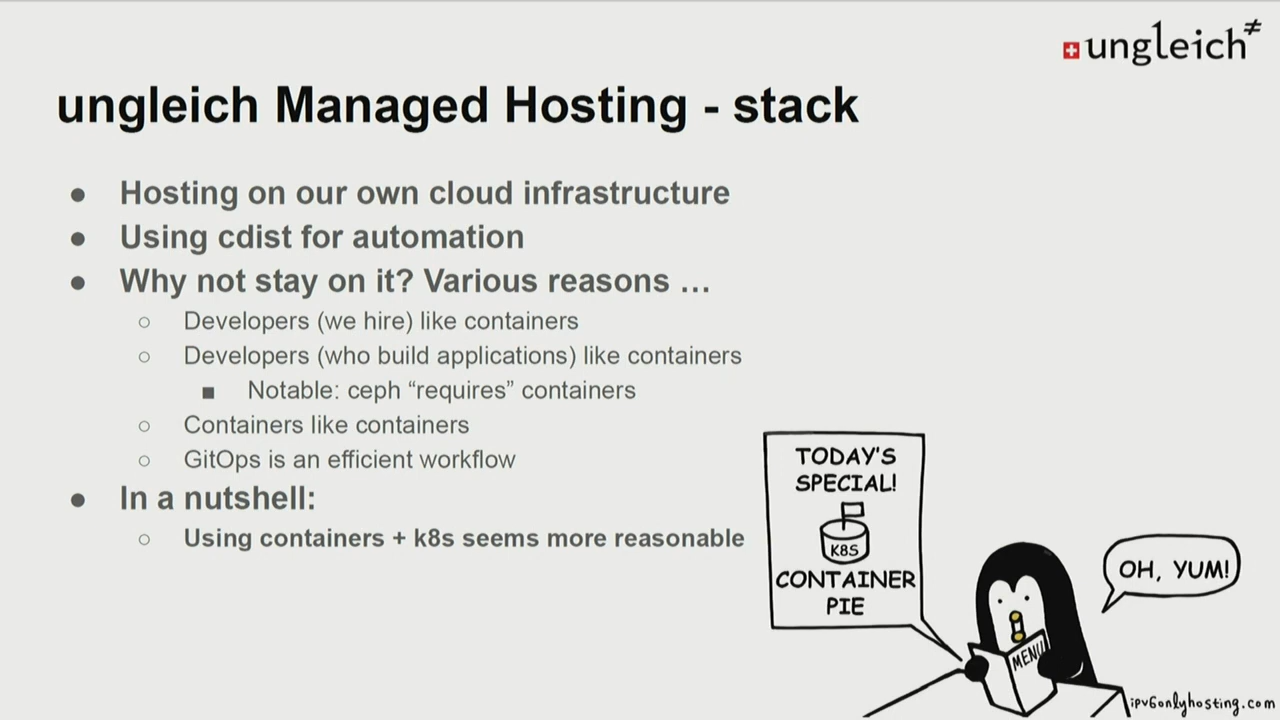 ungleich≠
ungleich Managed Hosting - stack
● Hosting on our own cloud infrastructure
● Using cdist for automation
● Why not stay on it? Various reasons …
○ Developers (we hire) like containers
○ Developers (who build applications) like containers
■ Notable: ceph “requires” containers
○ Containers like containers
○ GitOps is an efficient workflow
● In a nutshell:
○ Using containers + k8s seems more reasonable
TODAY'S
SPECIAL!
K8S
CONTAINER
PIE
OH, YUM!
MENU
ipv6onlyhosting.com